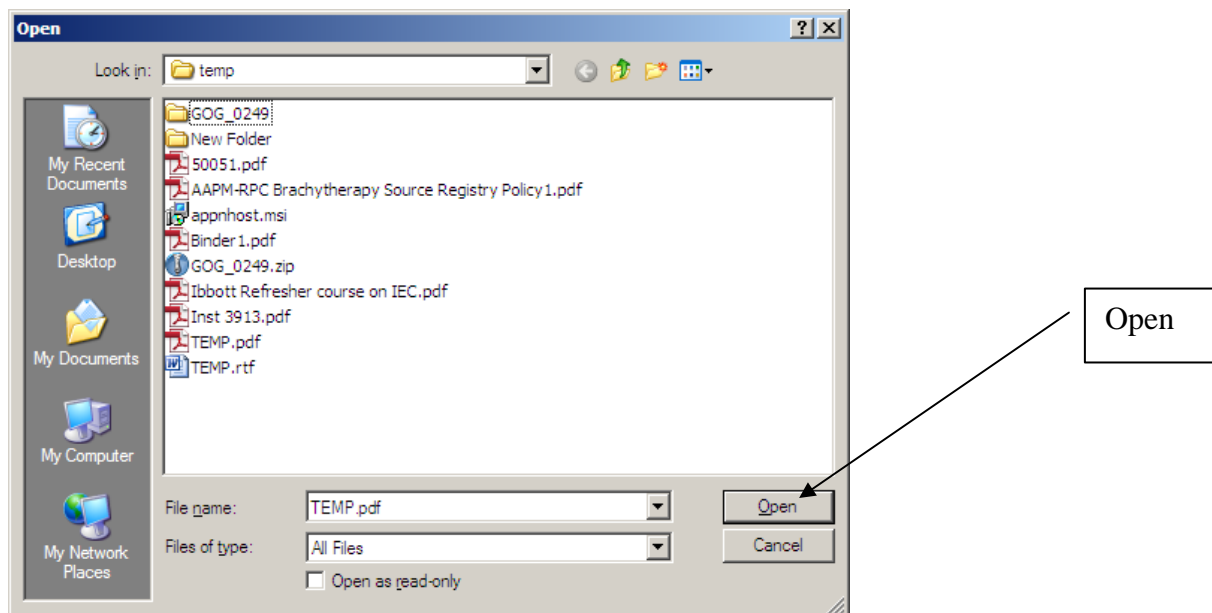 Open
Look in: temp
GOG_0249
New Folder
50051.pdf
AAPM-RPC Brachytherapy Source Registry Policy1.pdf
appnhost.msi
Binder1.pdf
GOG_0249.zip
Ibbott Refresher course on IEC.pdf
Inst 3913.pdf
TEMP.pdf
TEMP.rtf
My Recent
Documents
Desktop
My Documents
My Computer
My Network
Places
File name: TEMP.pdf Open
Files of type: All Files Cancel
Open as read-only
Open